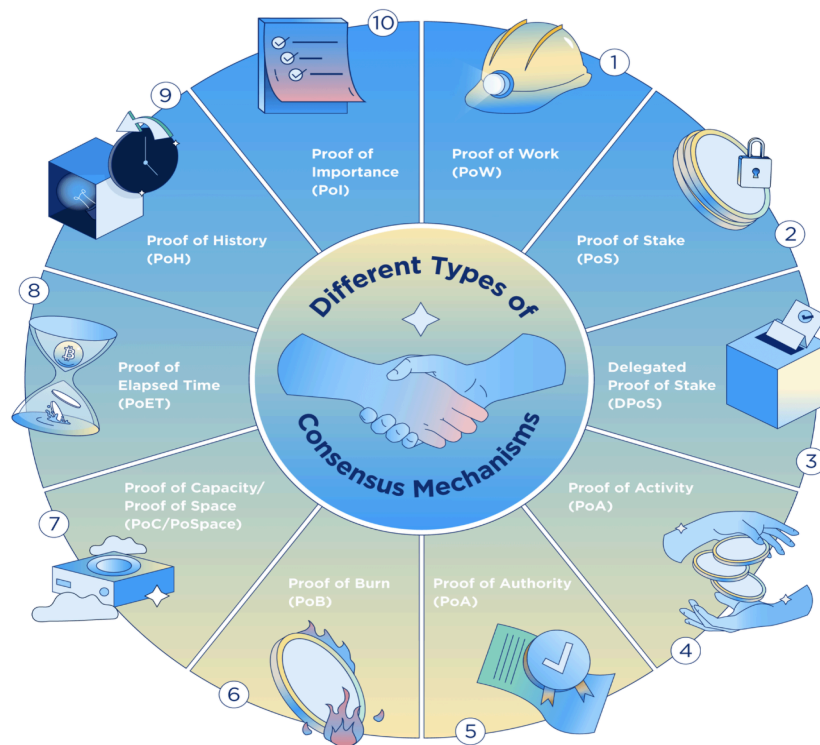 Different Types of
Consensus Mechanisms
1
Proof of Work
(PoW)
2
Proof of Stake
(PoS)
3
Delegated
Proof of Stake
(DPoS)
4
Proof of Activity
(PoA)
5
Proof of Authority
(PoA)
6
Proof of Burn
(PoB)
7
Proof of Capacity/
Proof of Space
(PoC/PoSpace)
8
Proof of
Elapsed Time
(PoET)
9
Proof of History
(PoH)
10
Proof of
Importance
(PoI)